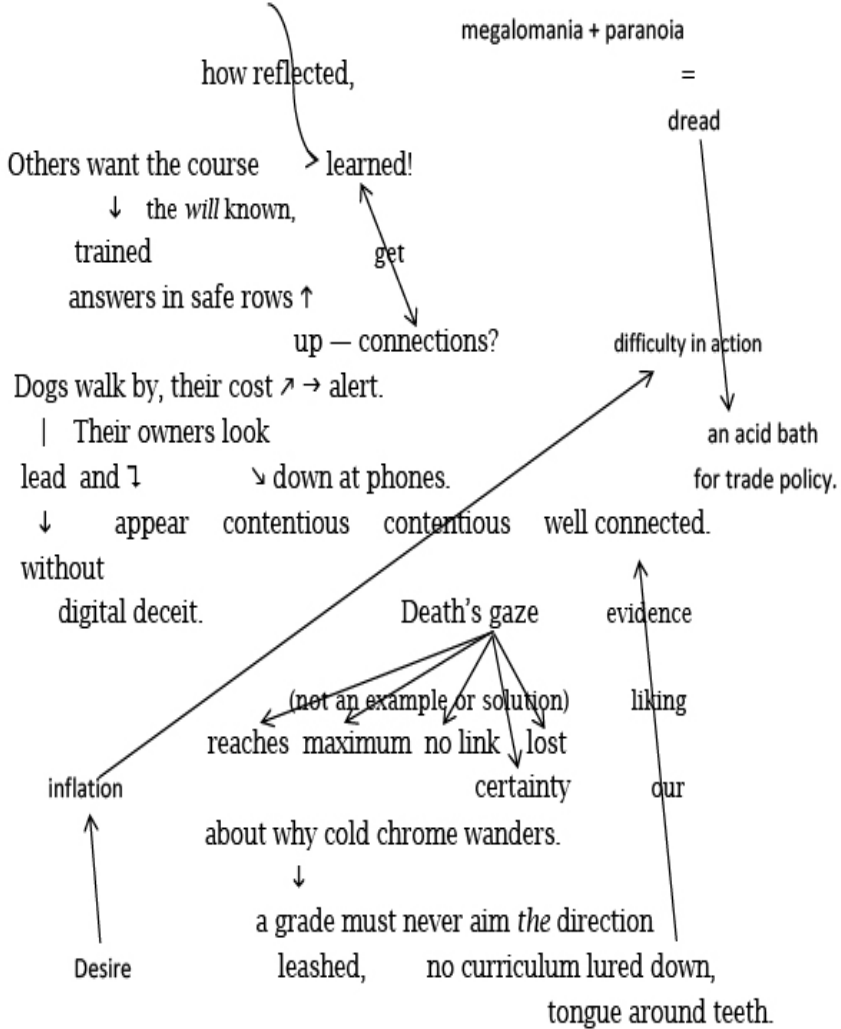 megalomania + paranoia
how reflected,
=
dread
Others want the course
learned!
↓ the will known,
trained
get
answers in safe rows ↑
up — connections?
difficulty in action
Dogs walk by, their cost ↗ → alert.
| Their owners look
an acid bath
lead and ↴
↘ down at phones.
for trade policy.
↓ appear contentious contentious well connected.
without
digital deceit.
Death’s gaze
evidence
(not an example or solution)
liking
reaches maximum no link lost
inflation
certainty
our
about why cold chrome wanders.
↓
a grade must never aim the direction
Desire
leashed, no curriculum lured down,
tongue around teeth.